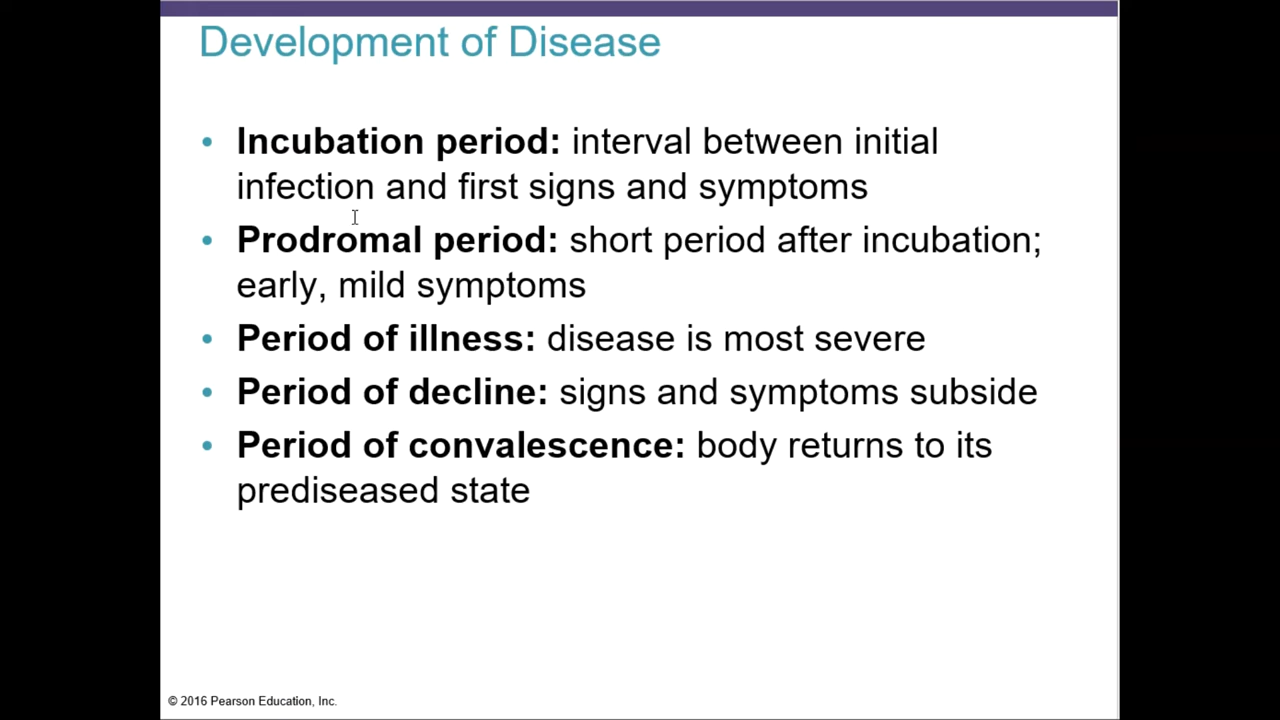 Development of Disease
• Incubation period: interval between initial
infection and first signs and symptoms
• Prodromal period: short period after incubation;
early, mild symptoms
• Period of illness: disease is most severe
• Period of decline: signs and symptoms subside
• Period of convalescence: body returns to its
prediseased state
© 2016 Pearson Education, Inc.